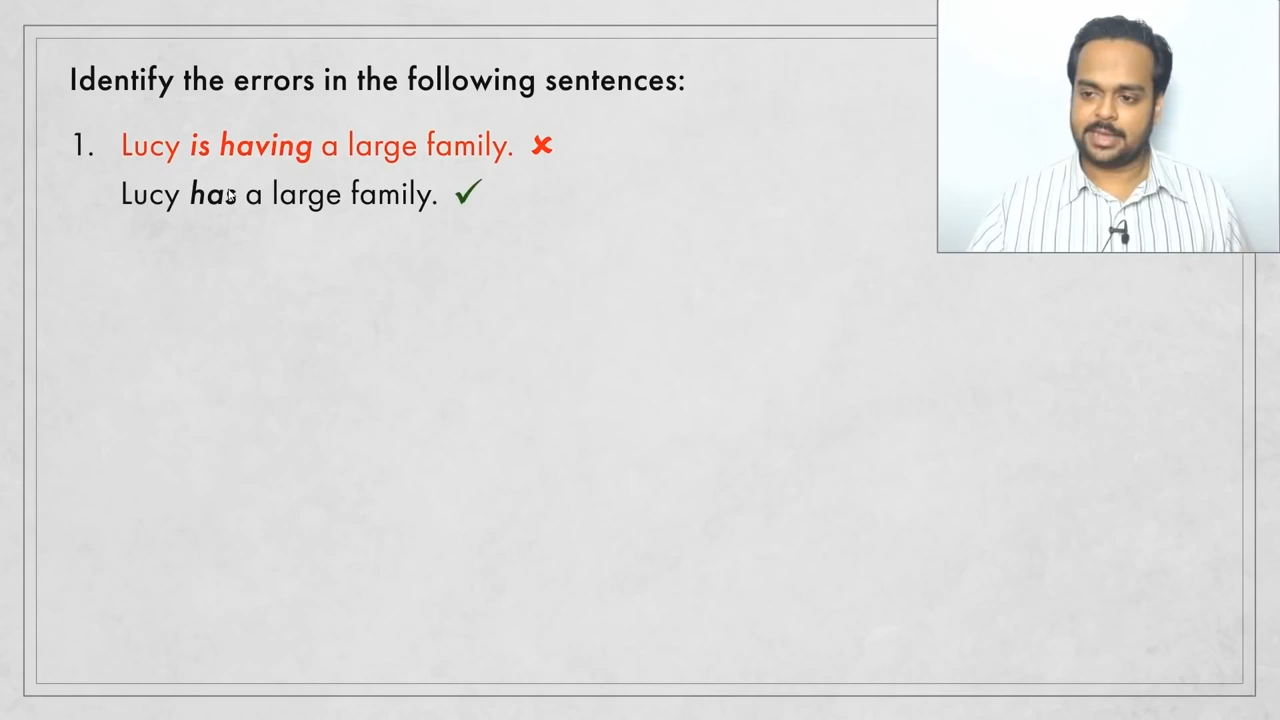 Identify the errors in the following sentences:
1. Lucy is having a large family. ✘
Lucy has a large family. ✓